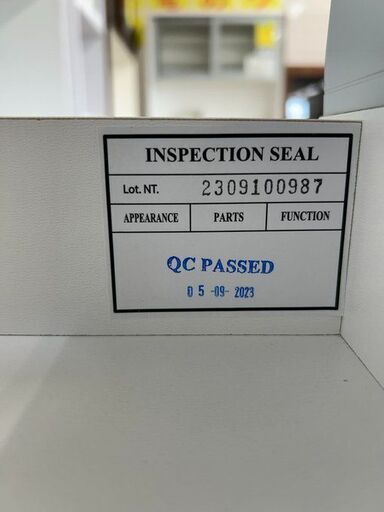 INSPECTION SEAL
Lot. NT. 2309100987
APPEARANCE PARTS FUNCTION
QC PASSED
05-09-2023